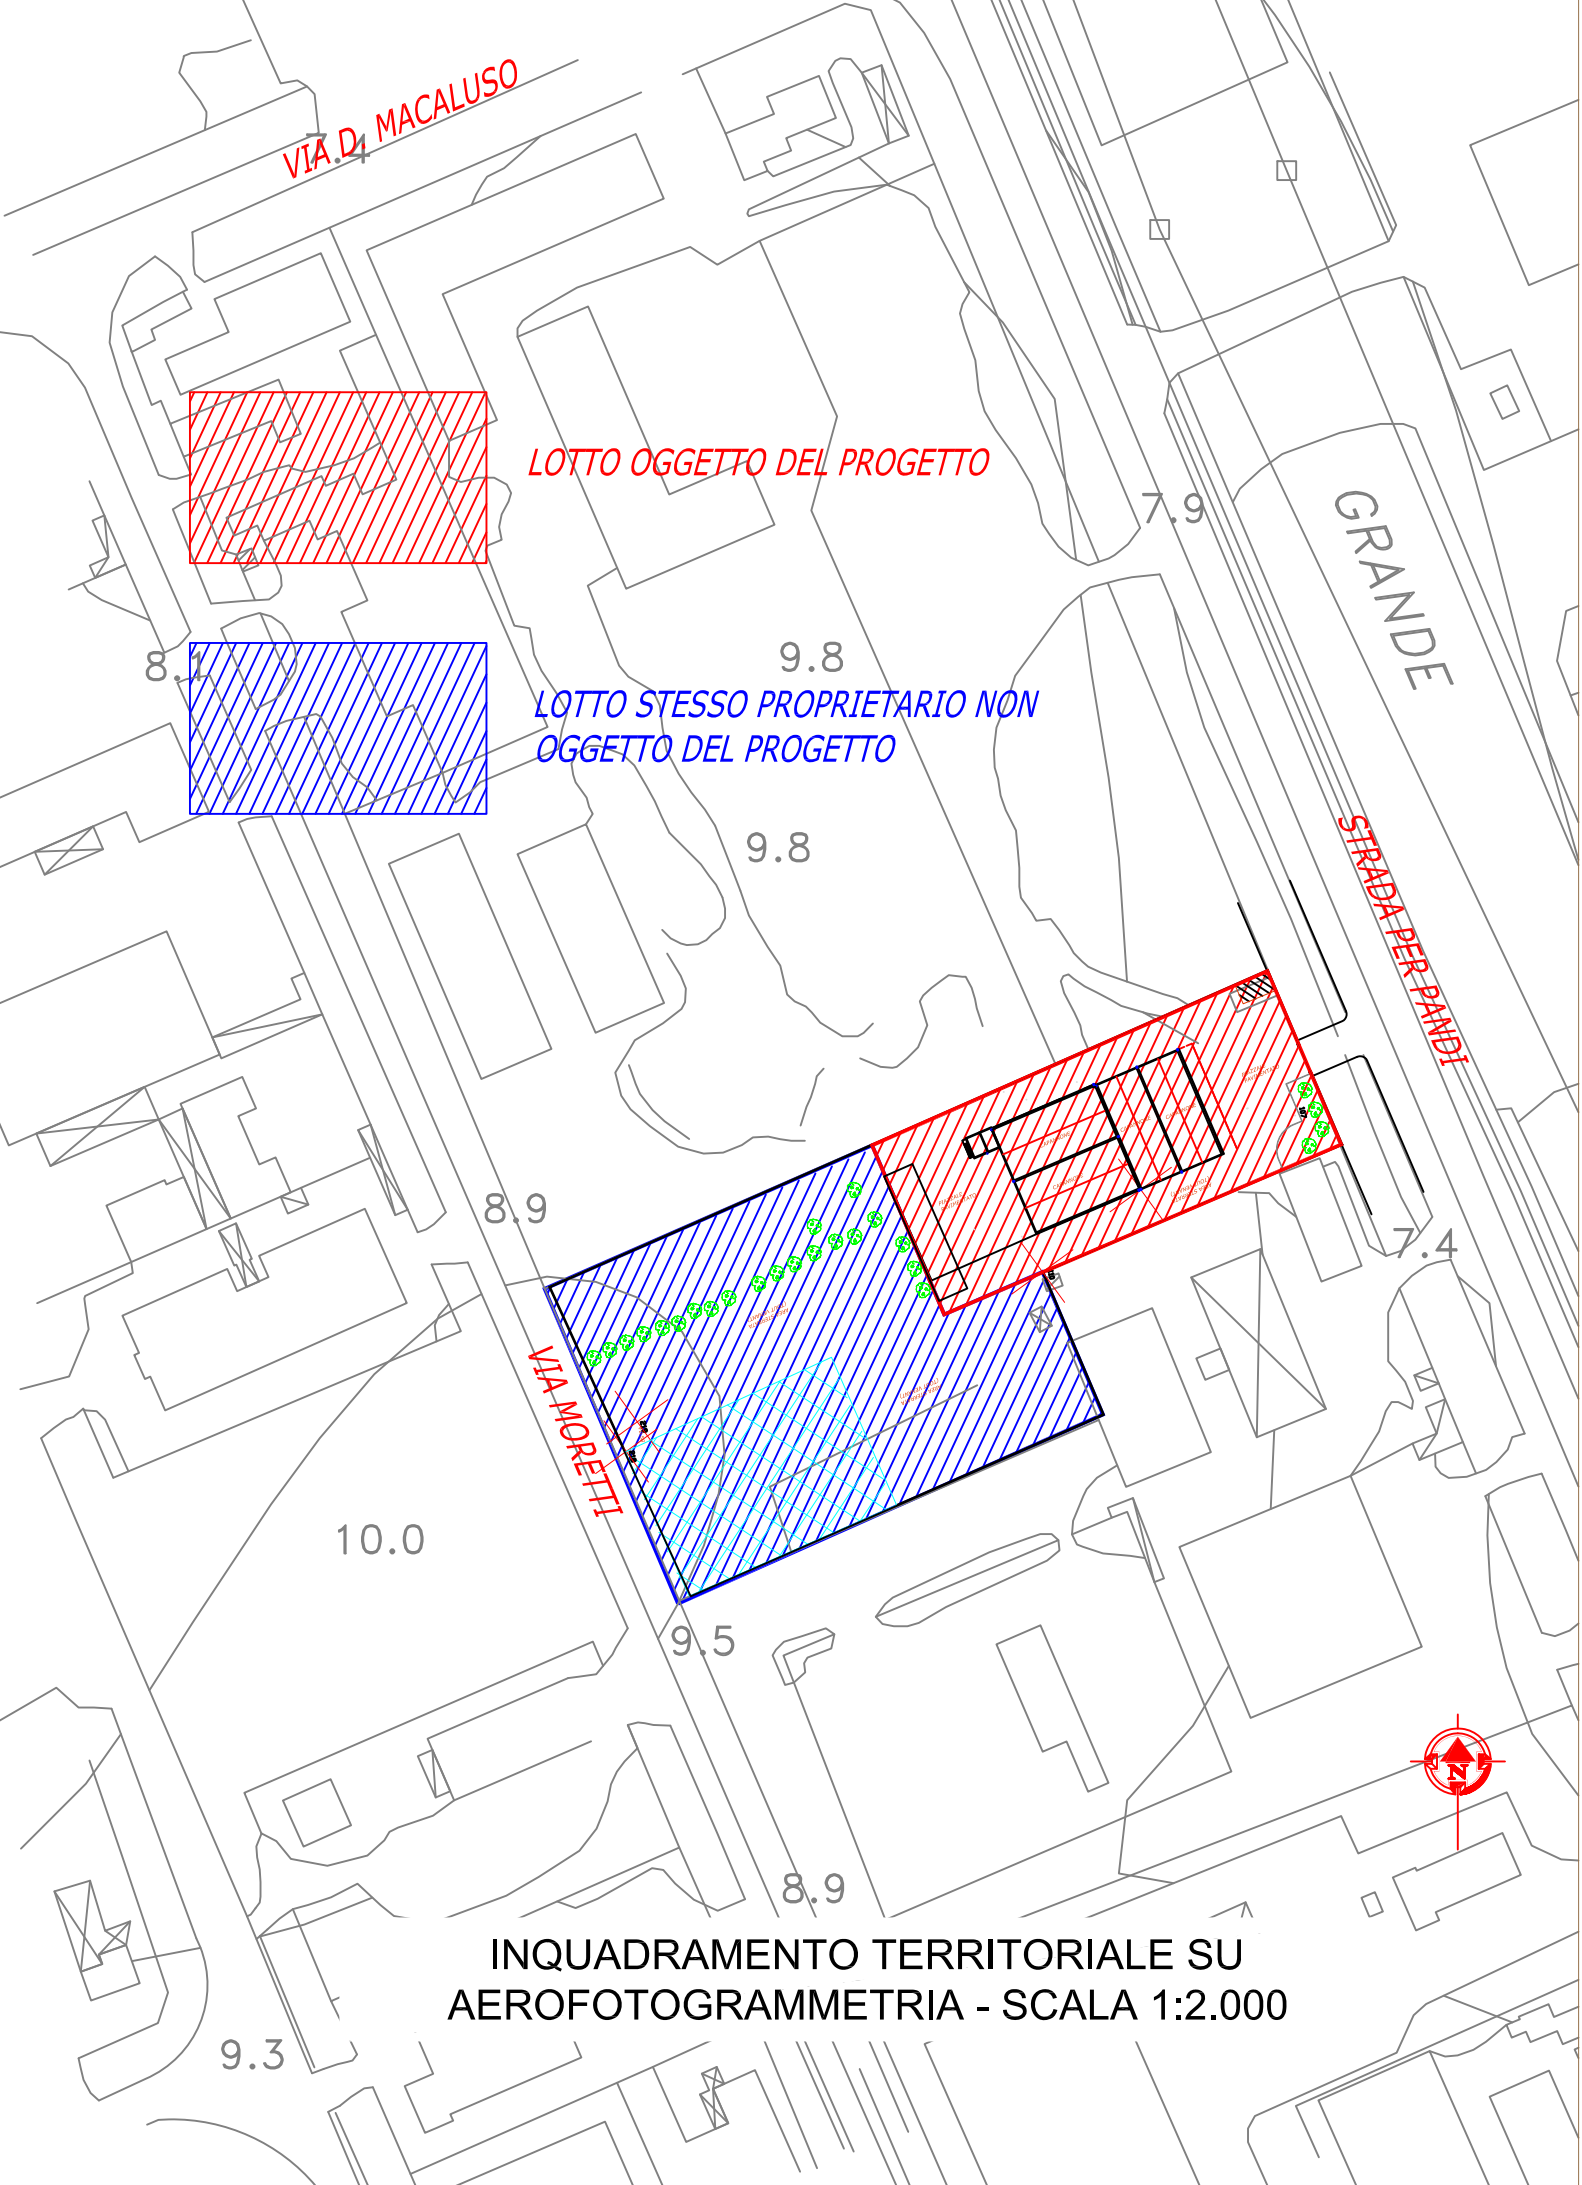 VIA D. MACALUSO
7.4
LOTTO OGGETTO DEL PROGETTO
7.9
GRANDE
8.1
9.8
LOTTO STESSO PROPRIETARIO NON
OGGETTO DEL PROGETTO
9.8
STRADA PER PANDI
8.9
7.4
VIA MORETTI
10.0
9.5
N
8.9
INQUADRAMENTO TERRITORIALE SU
AEROFOTOGRAMMETRIA - SCALA 1:2.000
9.3